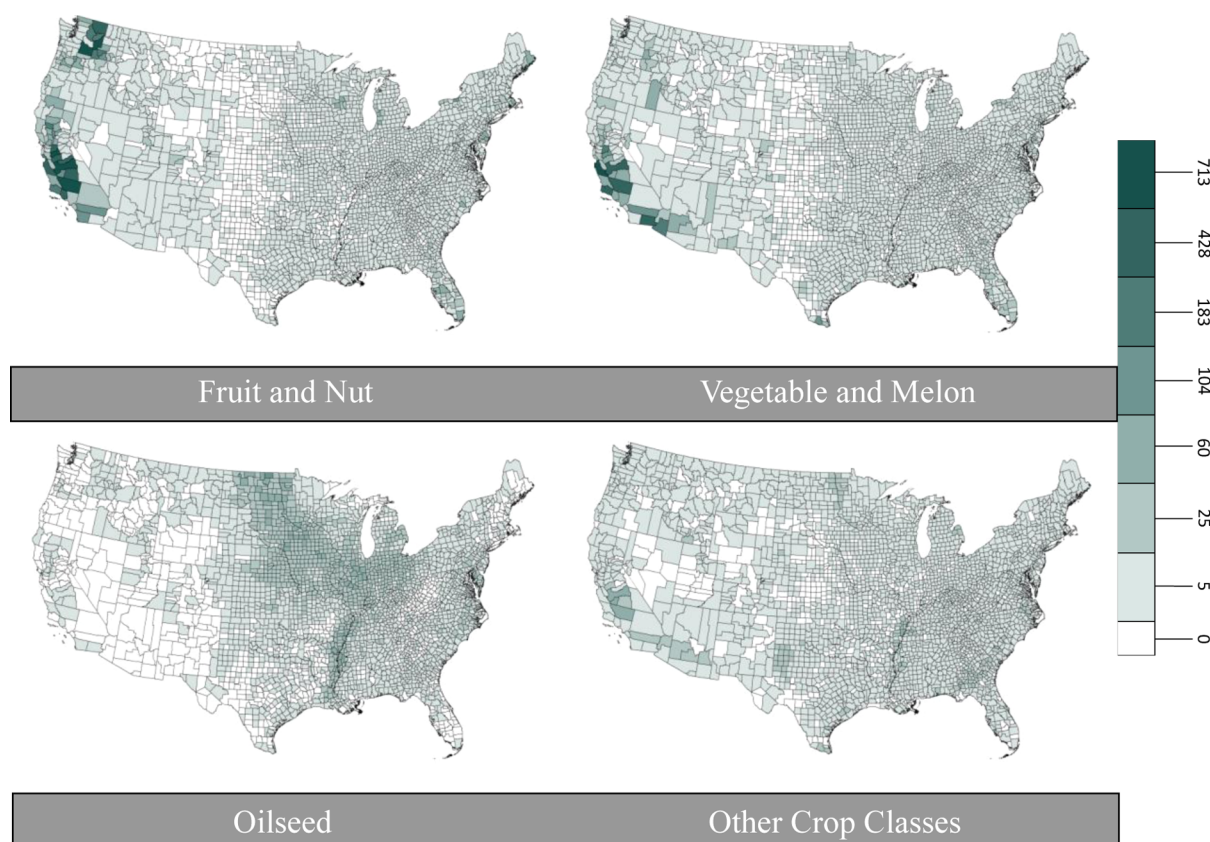 Fruit and Nut
Vegetable and Melon
713
428
183
104
60
25
5
0
Oilseed
Other Crop Classes